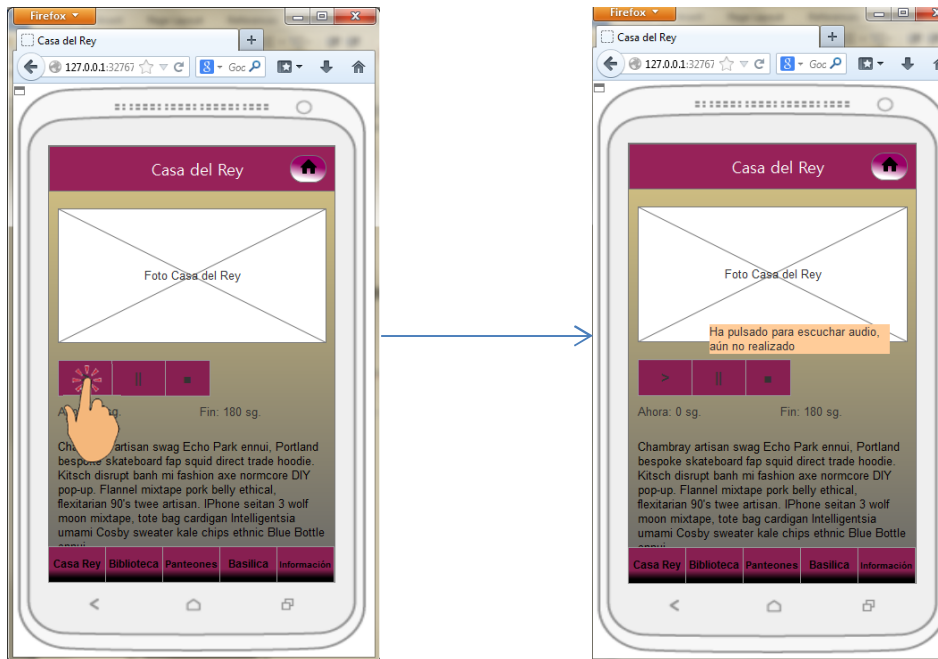 Firefox
Casa del Rey
+
127.0.0.1:32767
8
Goc
Casa del Rey
Foto Casa del Rey
||
■
Fin: 180 sg.
artisan swag Echo Park ennui, Portland
bespoke skateboard fap squid direct trade hoodie.
Kitsch disrupt banh mi fashion axe normcore DIY
pop-up. Flannel mixtape pork belly ethical,
flexitarian 90's twee artisan. IPhone seitan 3 wolf
moon mixtape, tote bag cardigan Intelligentsia
umami Cosby sweater kale chips ethnic Blue Bottle
Casa Rey Biblioteca Panteones Basílica Información
Firefox
Casa del Rey
+
127.0.0.1:32767
8
Goc
Casa del Rey
Foto Casa del Rey
Ha pulsado para escuchar audio,
aún no realizado
> || ■
Ahora: 0 sg. Fin: 180 sg.
Chambray artisan swag Echo Park ennui, Portland
bespoke skateboard fap squid direct trade hoodie.
Kitsch disrupt banh mi fashion axe normcore DIY
pop-up. Flannel mixtape pork belly ethical,
flexitarian 90's twee artisan. IPhone seitan 3 wolf
moon mixtape, tote bag cardigan Intelligentsia
umami Cosby sweater kale chips ethnic Blue Bottle
Casa Rey Biblioteca Panteones Basílica Información